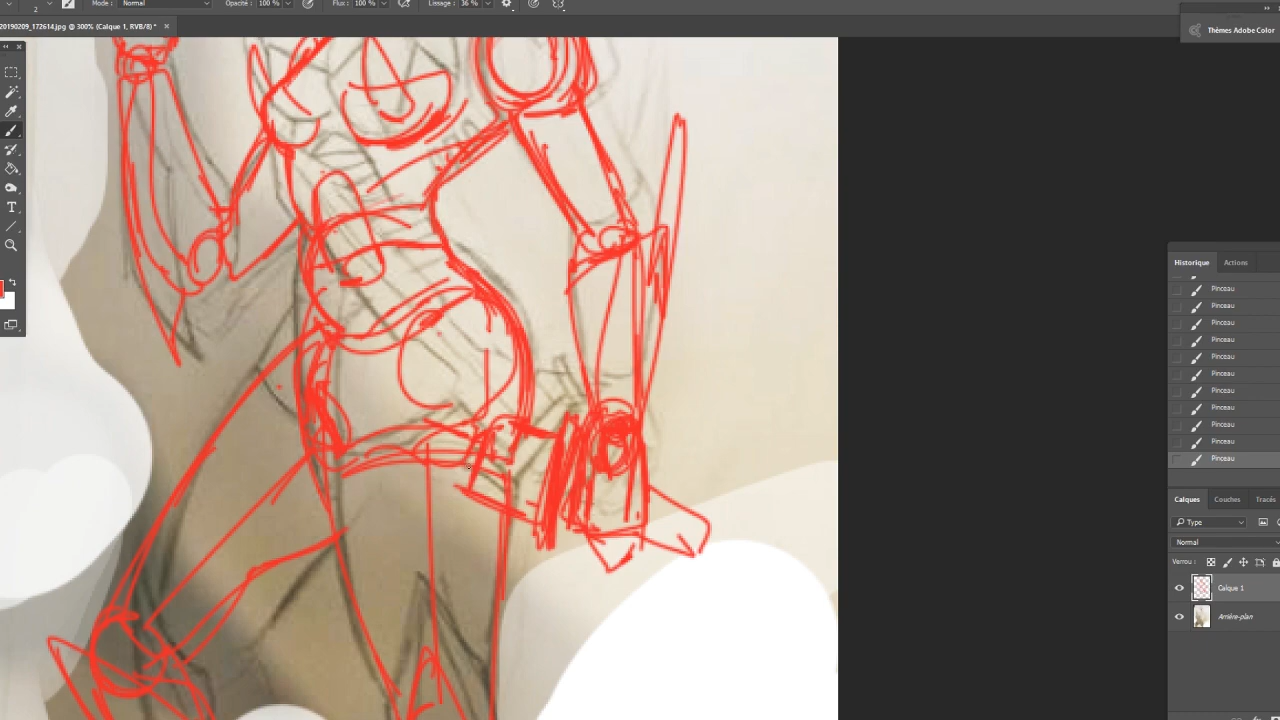 2
Mode : Normal
Opacité : 100 %
Flux : 100 %
Lissage : 36 %
20190209_172614.jpg @ 300% (Calque 1, RVB/8) *
Thèmes Adobe Color
T
Historique Actions
Pinceau
Pinceau
Pinceau
Pinceau
Pinceau
Pinceau
Pinceau
Pinceau
Pinceau
Pinceau
Pinceau
Calques Couches Tracés
Type
Normal
Verrou :
Calque 1
Arrière-plan